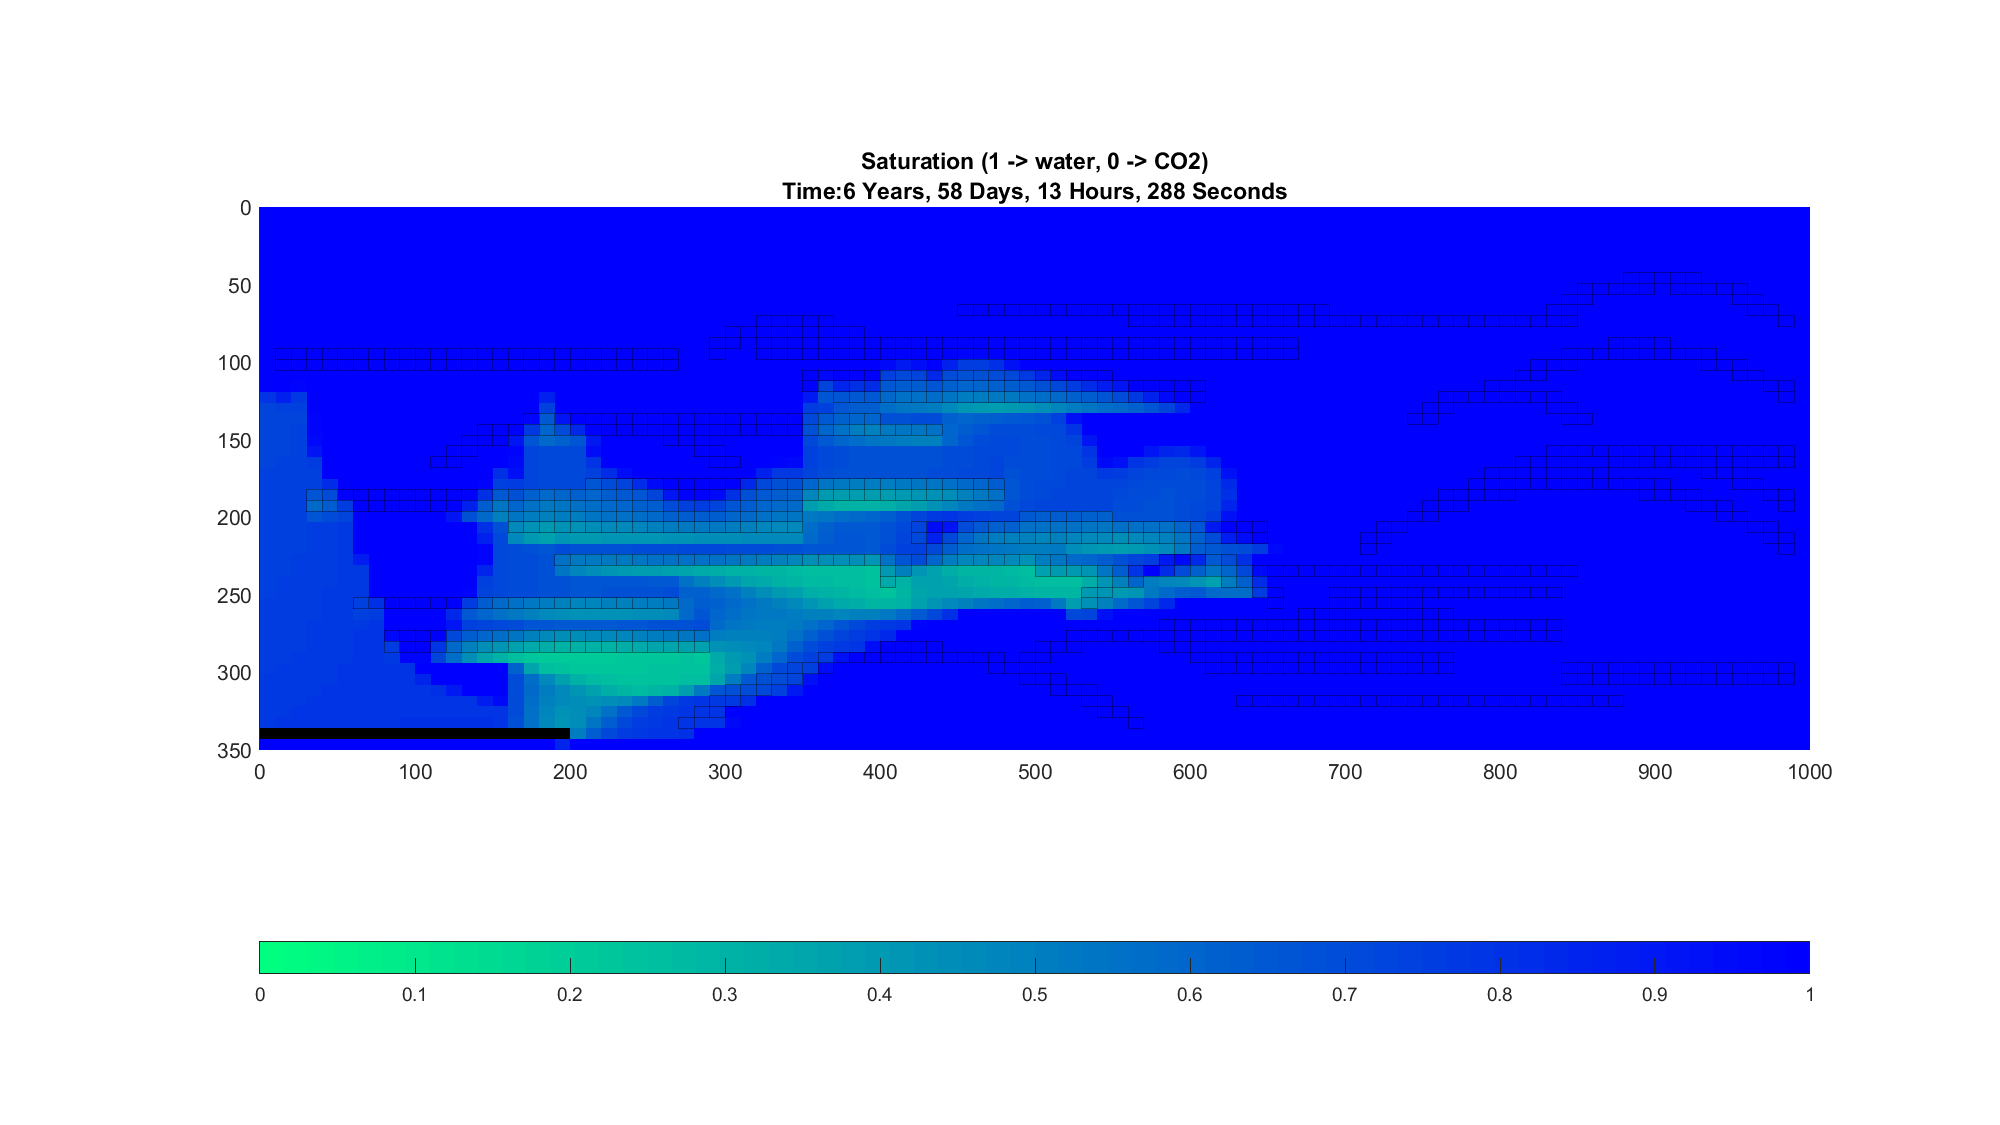 Saturation (1 -> water, 0 -> CO2)
Time:6 Years, 58 Days, 13 Hours, 288 Seconds
0
50
100
150
200
250
300
350
0 100 200 300 400 500 600 700 800 900 1000
0 0.1 0.2 0.3 0.4 0.5 0.6 0.7 0.8 0.9 1